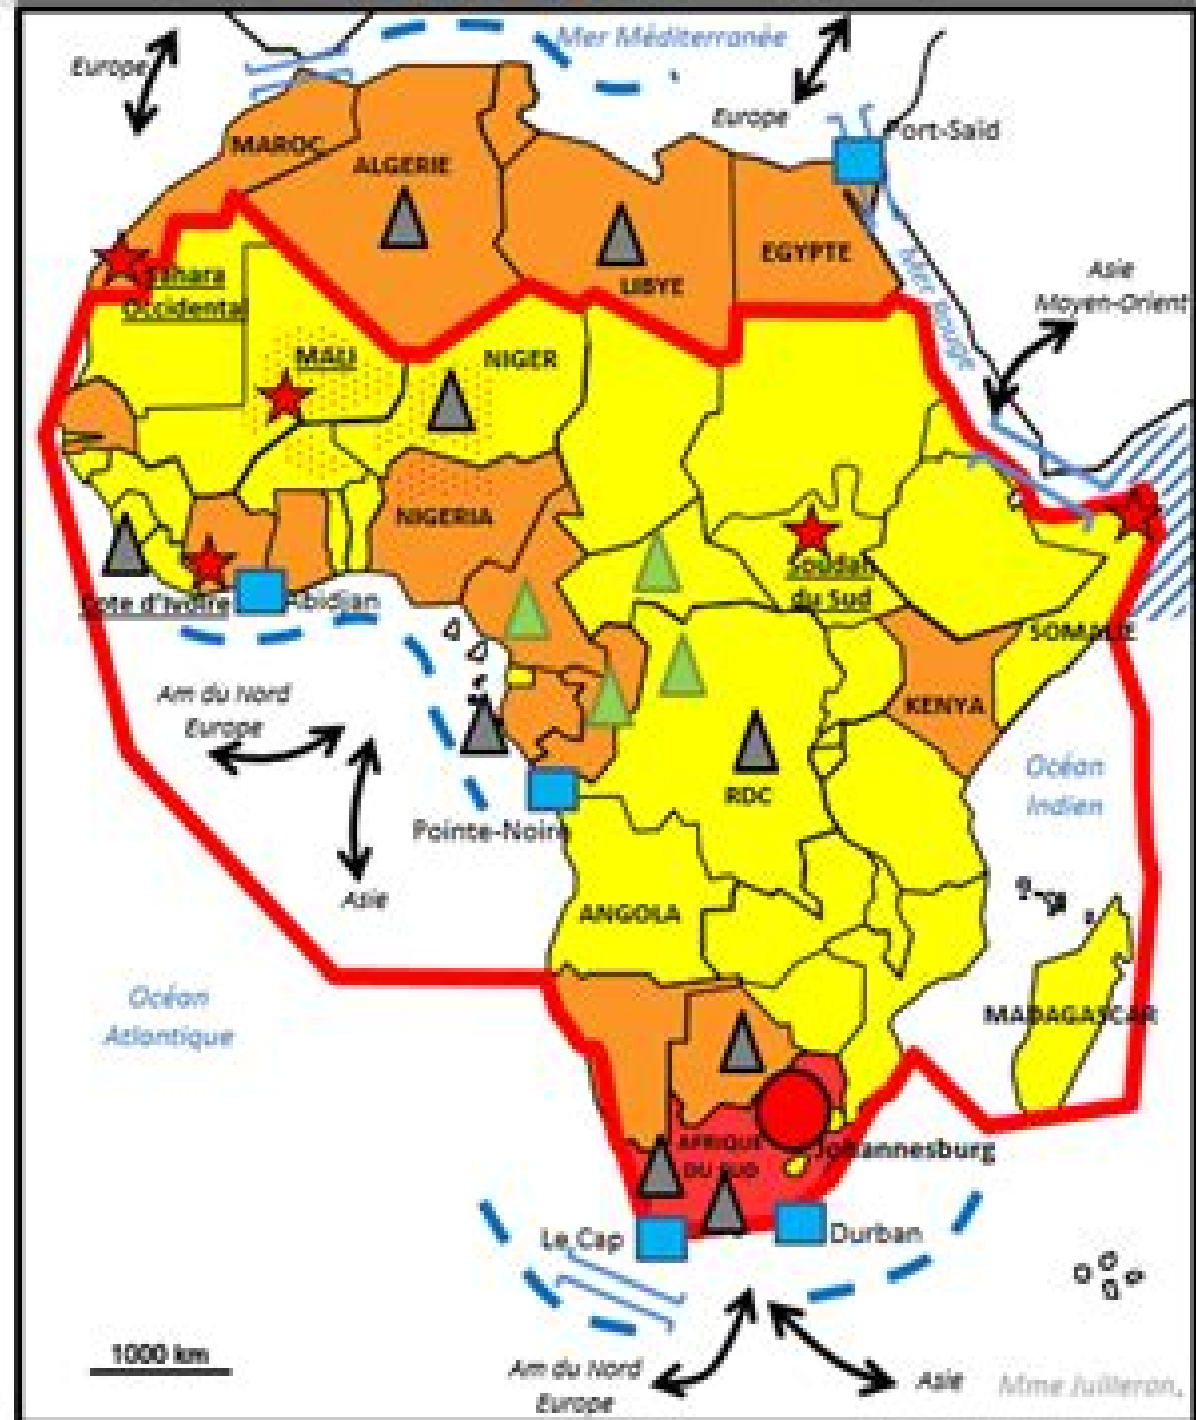 Mer Méditerranée
Europe
Europe
Port-Saïd
MAROC
ALGERIE
EGYPTE
LIBYE
Mer Rouge
Asie
Moyen-Orient
Sahara
Occidental
MALI
NIGER
NIGERIA
Soudan
du Sud
Cote d'Ivoire
Abidjan
SOMALIE
KENYA
Am du Nord
Europe
Océan
Indien
RDC
Pointe-Noire
Asie
ANGOLA
Océan
Atlantique
MADAGASCAR
AFRIQUE
DU SUD
Johannesburg
Le Cap
Durban
1000 km
Am du Nord
Europe
Asie
Mme Juilleron.